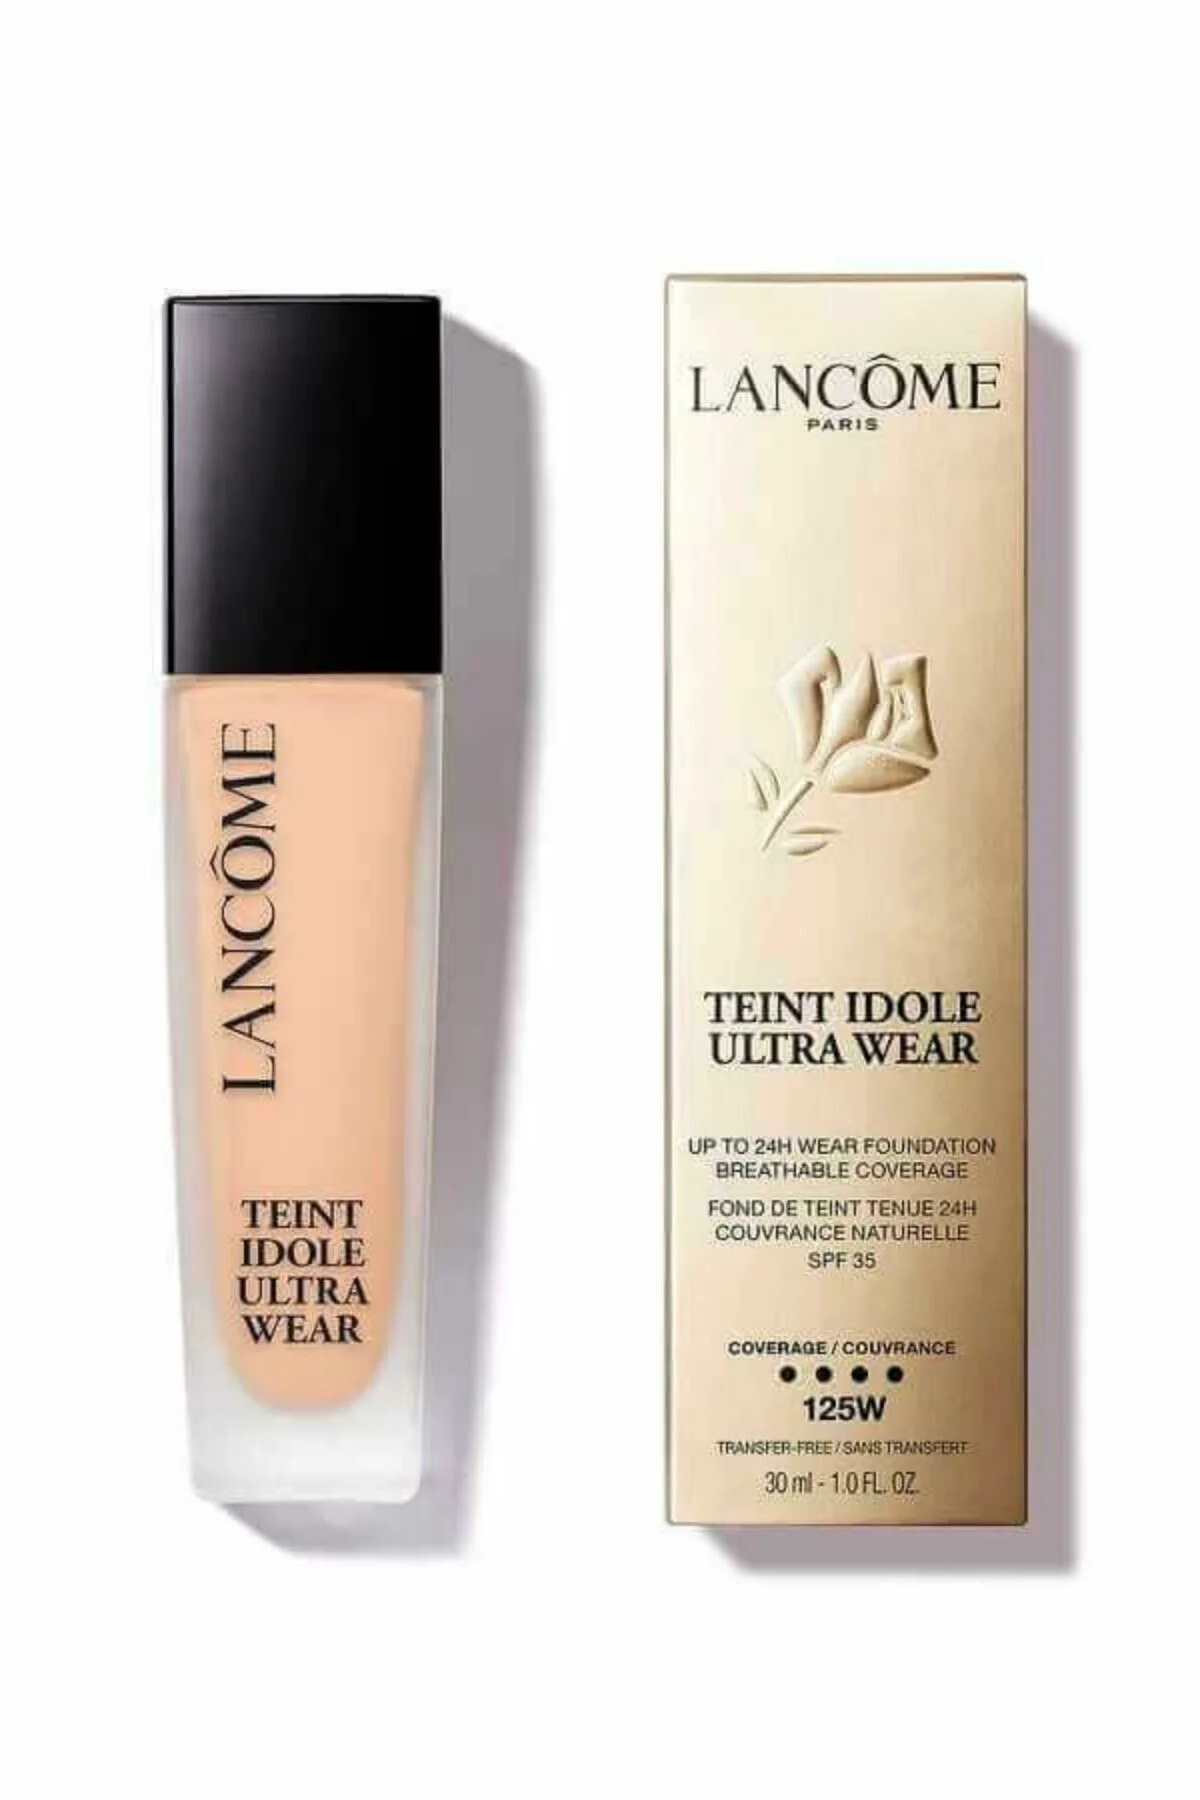 LANCÔME
TEINT
IDOLE
ULTRA
WEAR
LANCÔME
PARIS
TEINT IDOLE
ULTRA WEAR
UP TO 24H WEAR FOUNDATION
BREATHABLE COVERAGE
FOND DE TEINT TENUE 24H
COUVRANCE NATURELLE
SPF 35
COVERAGE / COUVRANCE
125W
TRANSFER-FREE / SANS TRANSFERT
30 ml - 1.0 FL. OZ.